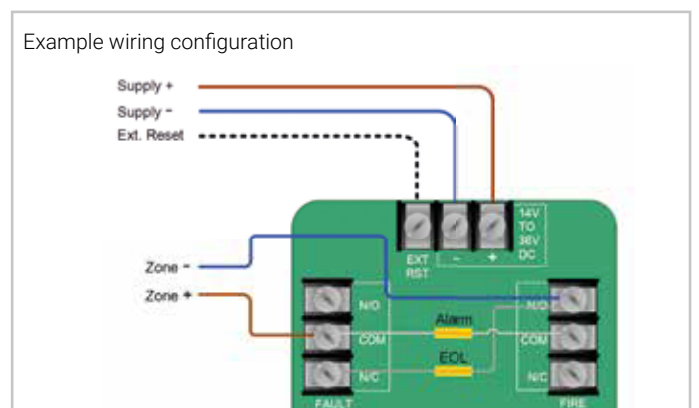 Example wiring configuration
Supply +
Supply -
Ext. Reset
14V
TO
36V
DC
EXT
RST
-
+
Zone -
Zone +
N/O
N/O
Alarm
COM
COM
EOL
N/C
N/C
FAULT
FIRE